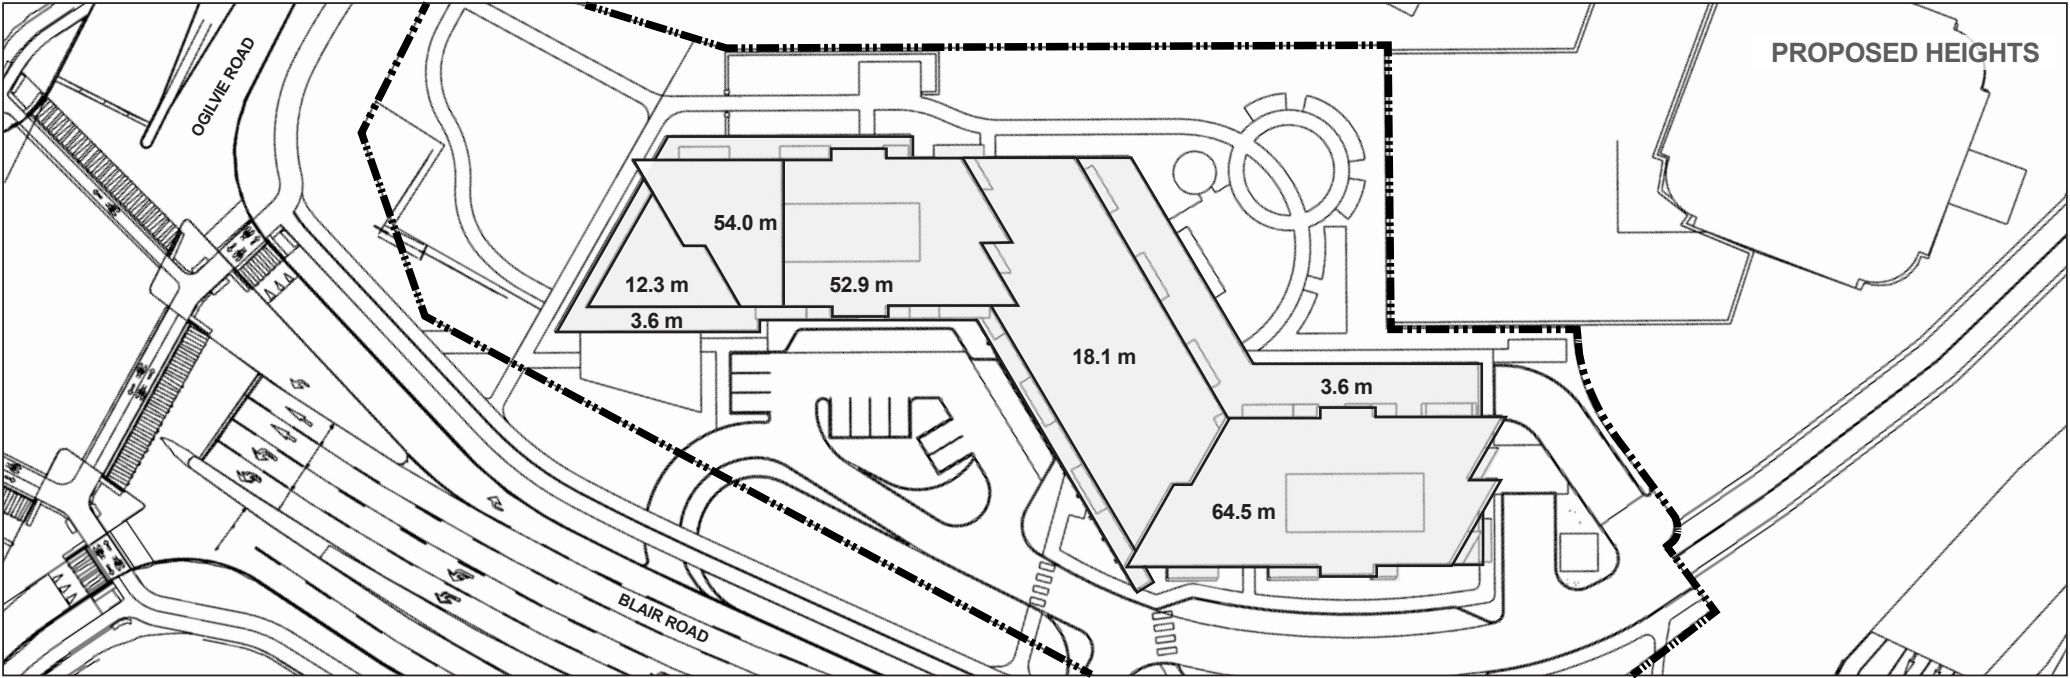 PROPOSED HEIGHTS
OGILVIE ROAD
54.0 m
12.3 m
52.9 m
3.6 m
18.1 m
3.6 m
64.5 m
BLAIR ROAD